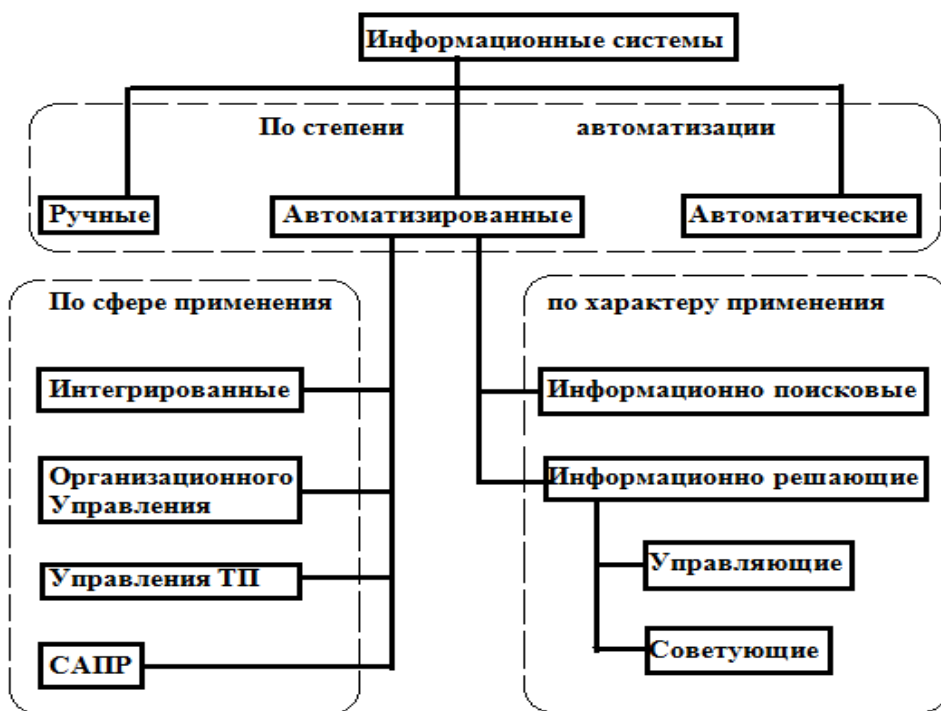 Информационные системы
По степени автоматизации
Ручные
Автоматизированные
Автоматические
По сфере применения
Интегрированные
Организационного
Управления
Управления ТП
САПР
по характеру применения
Информационно поисковые
Информационно решающие
Управляющие
Советующие